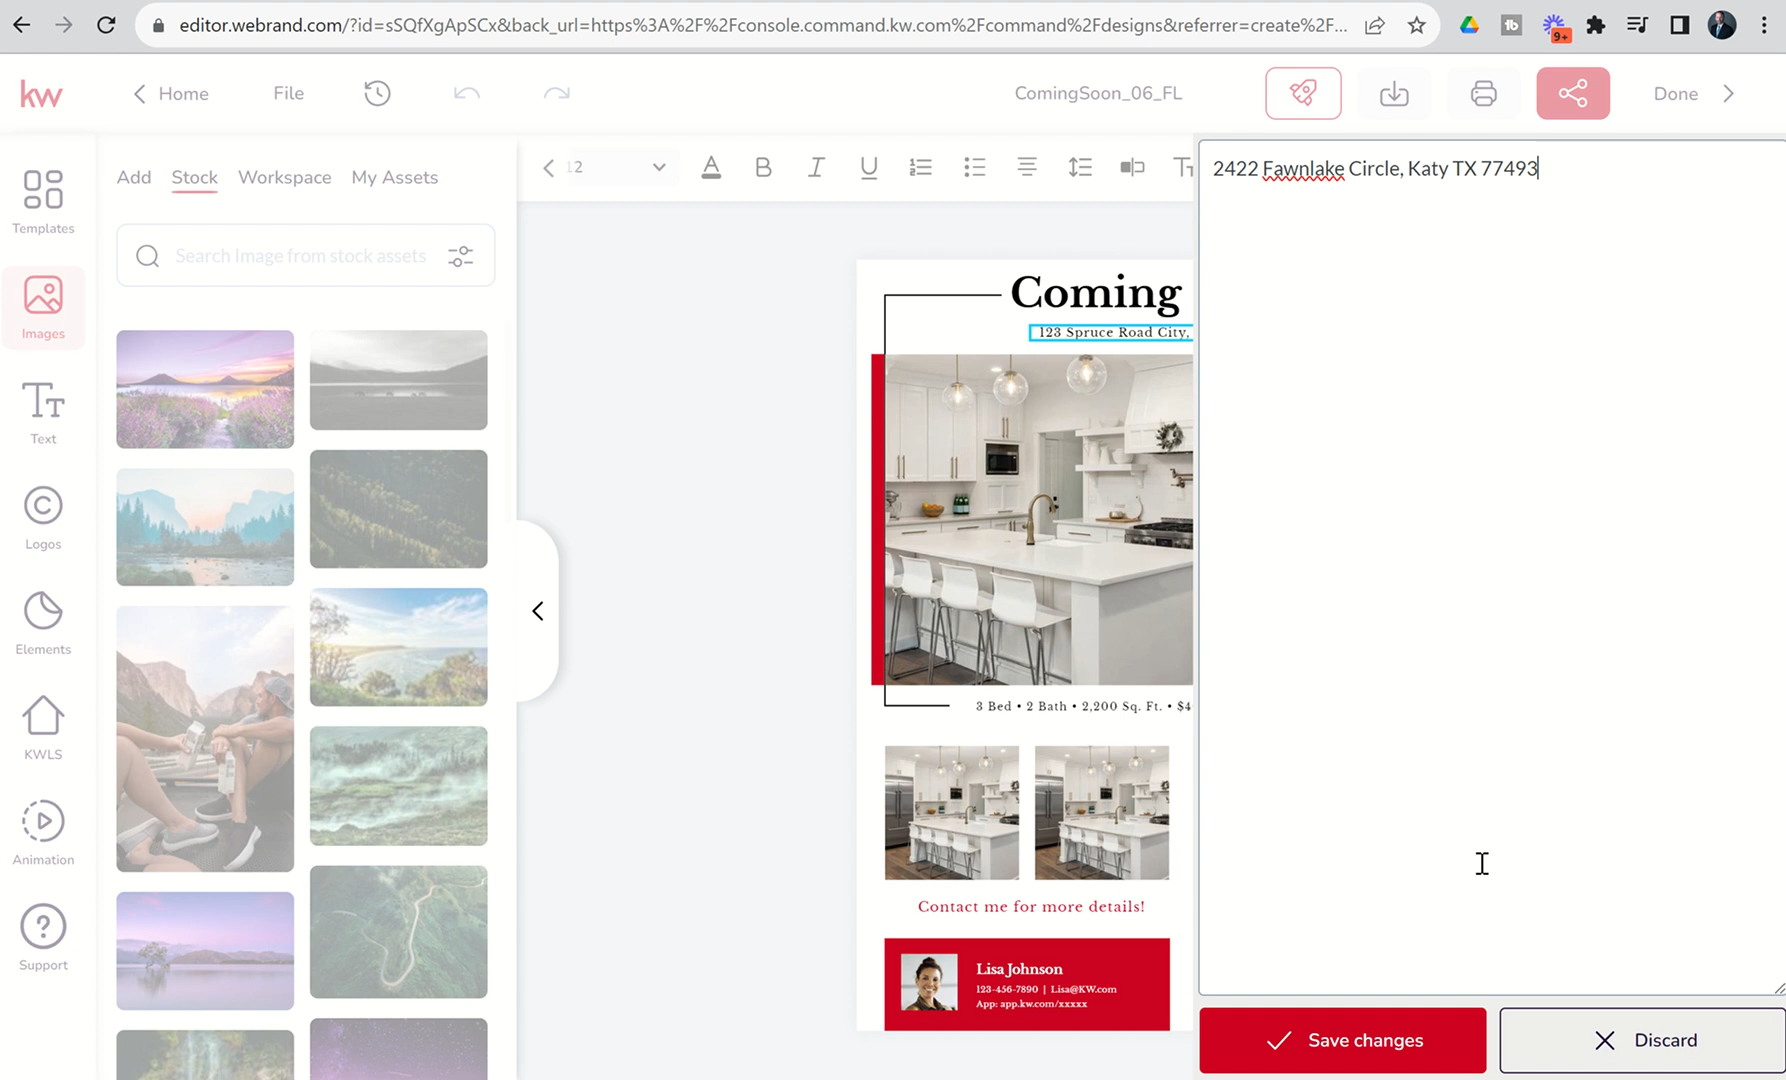 editor.webrand.com/?id=sSQfXgApSCx&back_url=https%3A%2F%2Fconsole.command.kw.com%2Fcommand%2Fdesigns&referrer=create%2F...
9+
kw
Home
File
ComingSoon_06_FL
Done
Templates
Images
Text
Logos
Elements
KWLS
Animation
Support
Add
Stock
Workspace
My Assets
Search Image from stock assets
12
2422 Fawnlake Circle, Katy TX 77493
Coming
123 Spruce Road City,
3 Bed • 2 Bath • 2,200 Sq. Ft. • $4
Contact me for more details!
Lisa Johnson
123-456-7890 | Lisa@KW.com
App: app.kw.com/xxxxx
Save changes
Discard